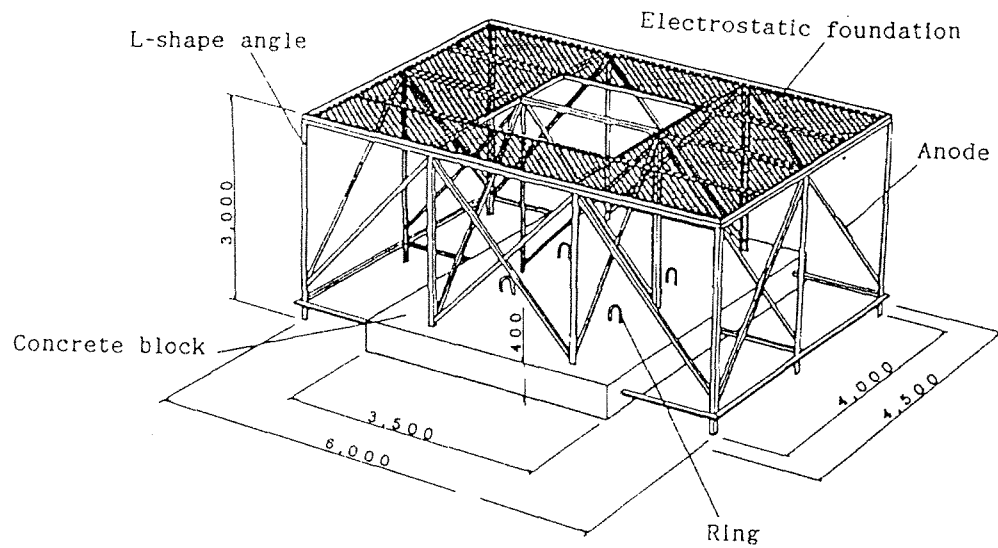 Electrostatic foundation
L-shape angle
Anode
3,000
Concrete block
400
3,500
6,000
4,000
4,500
Ring